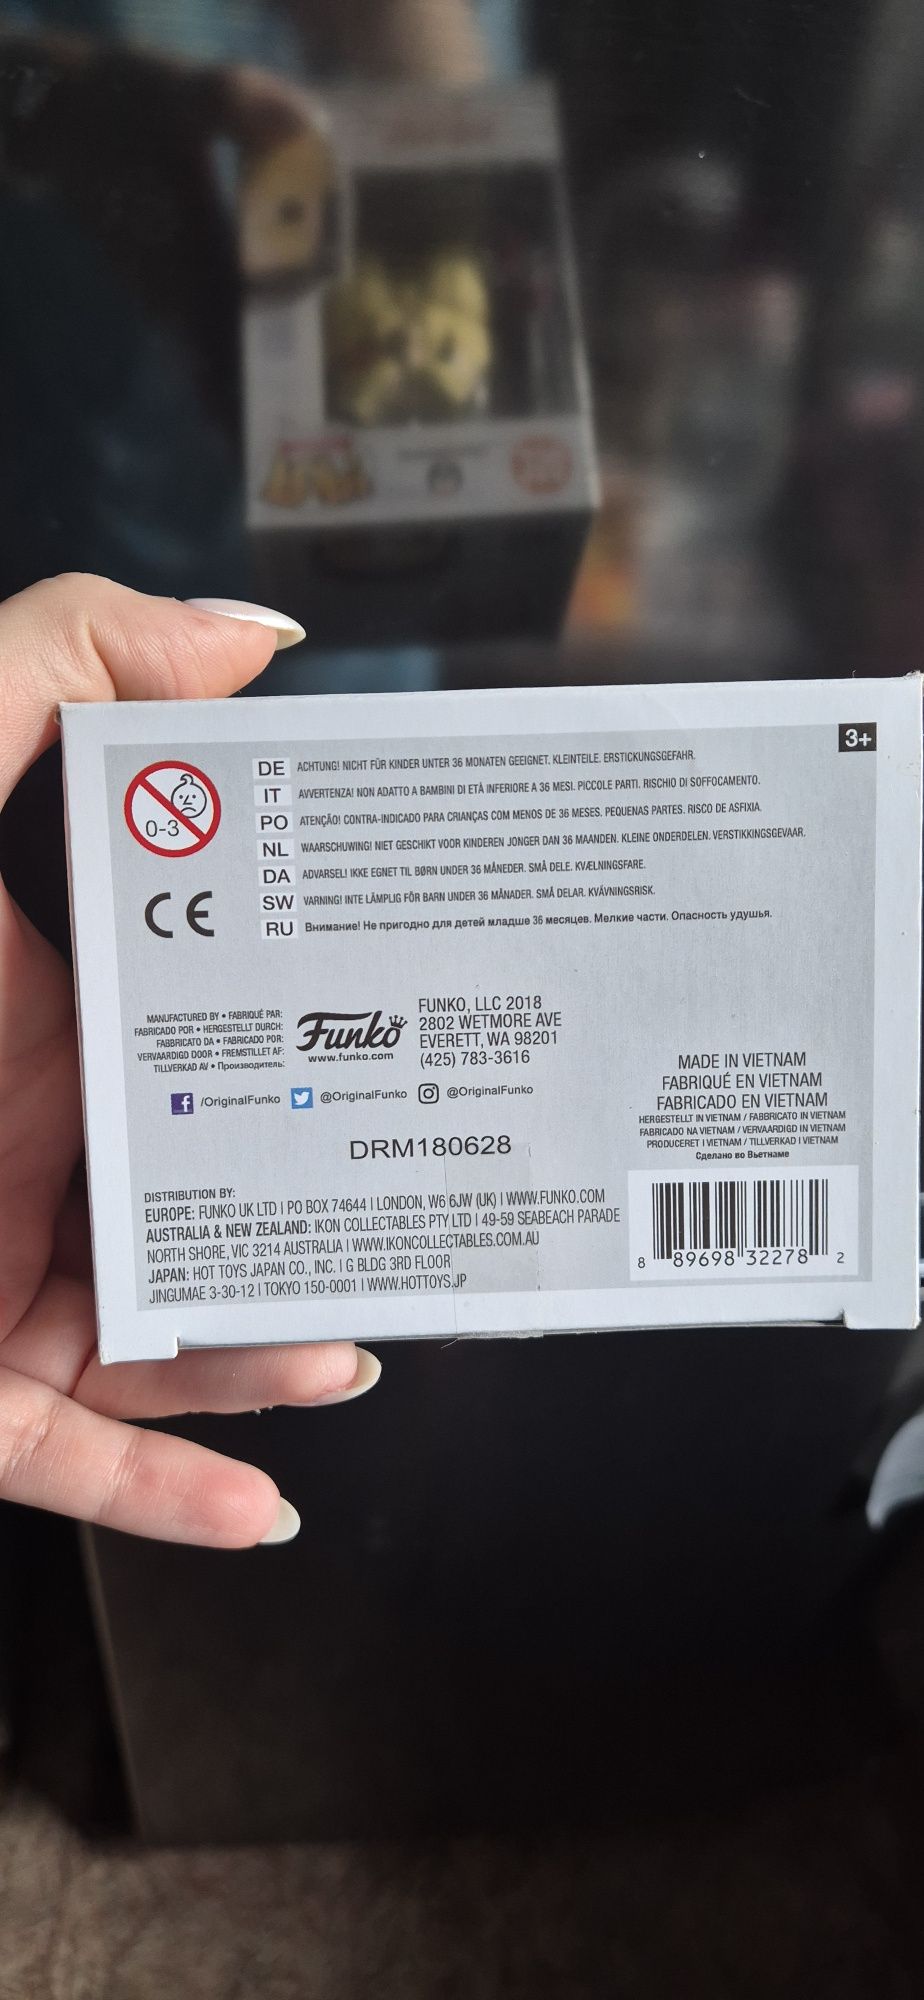 3+
0-3
DE ACHTUNG! NICHT FÜR KINDER UNTER 36 MONATEN GEEIGNET. KLEINTEILE. ERSTICKUNGSGEFAHR.
IT AVVERTENZA! NON ADATTO A BAMBINI DI ETÀ INFERIORE A 36 MESI. PICCOLE PARTI. RISCHIO DI SOFFOCAMENTO.
PO ATENÇÃO! CONTRA-INDICADO PARA CRIANÇAS COM MENOS DE 36 MESES. PEQUENAS PARTES. RISCO DE ASFIXIA.
NL WAARSCHUWING! NIET GESCHIKT VOOR KINDEREN JONGER DAN 36 MAANDEN. KLEINE ONDERDELEN. VERSTIKKINGSGEVAAR.
DA ADVARSEL! IKKE EGNET TIL BØRN UNDER 36 MÅNEDER. SMÅ DELE. KVÆLNINGSFARE.
SW VARNING! INTE LÄMPLIG FÖR BARN UNDER 36 MÅNADER. SMÅ DELAR. KVÄVNINGSRISK.
RU Внимание! Не пригодно для детей младше 36 месяцев. Мелкие части. Опасность удушья.
CE
MANUFACTURED BY • FABRIQUÉ PAR:
FABRICADO POR • HERGESTELLT DURCH:
FABBRICATO DA • FABRICADO POR:
VERVAARDIGD DOOR • FREMSTILLET AF:
TILLVERKAD AV • Производитель:
Funko
www.funko.com
FUNKO, LLC 2018
2802 WETMORE AVE
EVERETT, WA 98201
(425) 783-3616
f /OriginalFunko @OriginalFunko @OriginalFunko
DRM180628
MADE IN VIETNAM
FABRIQUÉ EN VIETNAM
FABRICADO EN VIETNAM
HERGESTELLT IN VIETNAM / FABBRICATO IN VIETNAM
FABRICADO NA VIETNAM / VERVAARDIGD IN VIETNAM
PRODUCERET I VIETNAM / TILLVERKAD I VIETNAM
Сделано во Вьетнаме
DISTRIBUTION BY:
EUROPE: FUNKO UK LTD | PO BOX 74644 | LONDON, W6 6JW (UK) | WWW.FUNKO.COM
AUSTRALIA & NEW ZEALAND: IKON COLLECTABLES PTY LTD | 49-59 SEABEACH PARADE
NORTH SHORE, VIC 3214 AUSTRALIA | WWW.IKONCOLLECTABLES.COM.AU
JAPAN: HOT TOYS JAPAN CO., INC. | G BLDG 3RD FLOOR
JINGUMAE 3-30-12 | TOKYO 150-0001 | WWW.HOTTOYS.JP
8 89698 32278 2